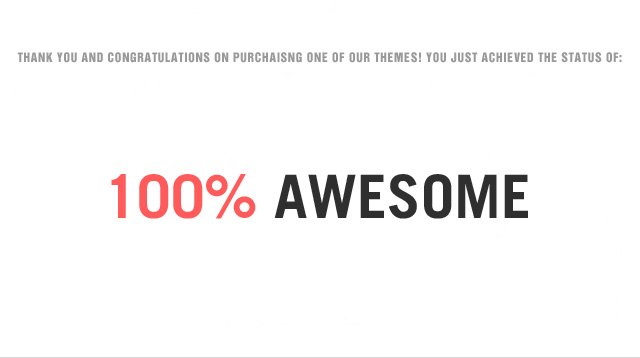 THANK YOU AND CONGRATULATIONS ON PURCHAISNG ONE OF OUR THEMES! YOU JUST ACHIEVED THE STATUS OF:
100% AWESOME